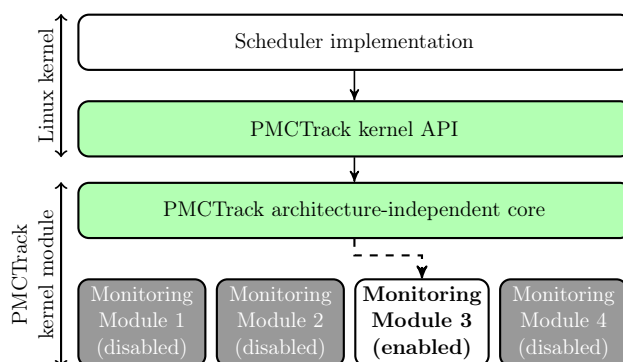 Linux kernel
Scheduler implementation
PMCTrack kernel API
PMCTrack
kernel module
PMCTrack architecture-independent core
Monitoring
Module 1
(disabled)
Monitoring
Module 2
(disabled)
Monitoring
Module 3
(enabled)
Monitoring
Module 4
(disabled)